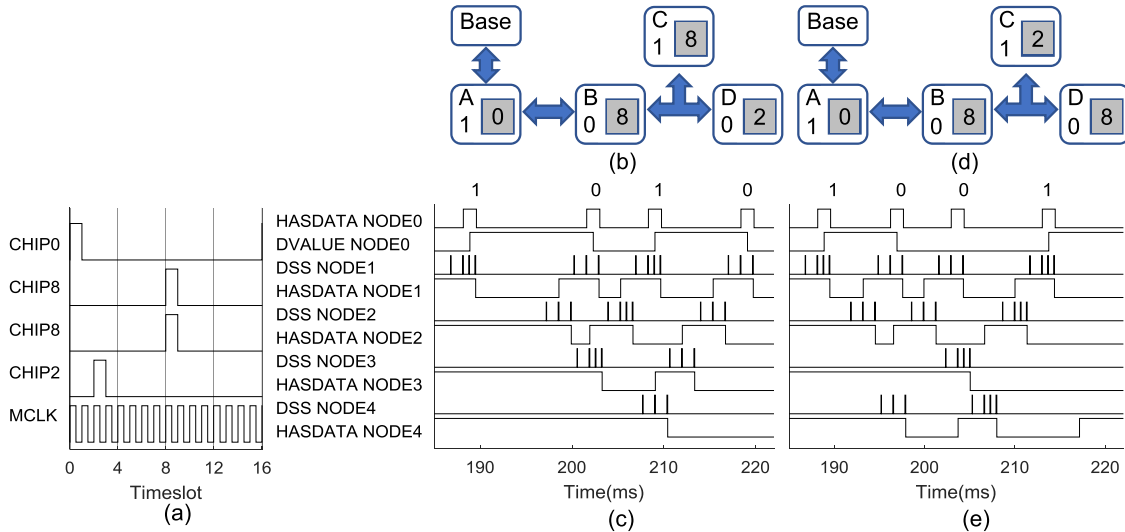 Base
A
1
0
B
0
8
C
1
8
D
0
2
(b)
Base
A
1
0
B
0
8
C
1
2
D
0
8
(d)
CHIP0
CHIP8
CHIP8
CHIP2
MCLK
0 4 8 12 16
Timeslot
(a)
HASDATA NODE0
DVALUE NODE0
DSS NODE1
HASDATA NODE1
DSS NODE2
HASDATA NODE2
DSS NODE3
HASDATA NODE3
DSS NODE4
HASDATA NODE4
1 0 1 0
190 200 210 220
Time(ms)
(c)
1 0 0 1
190 200 210 220
Time(ms)
(e)